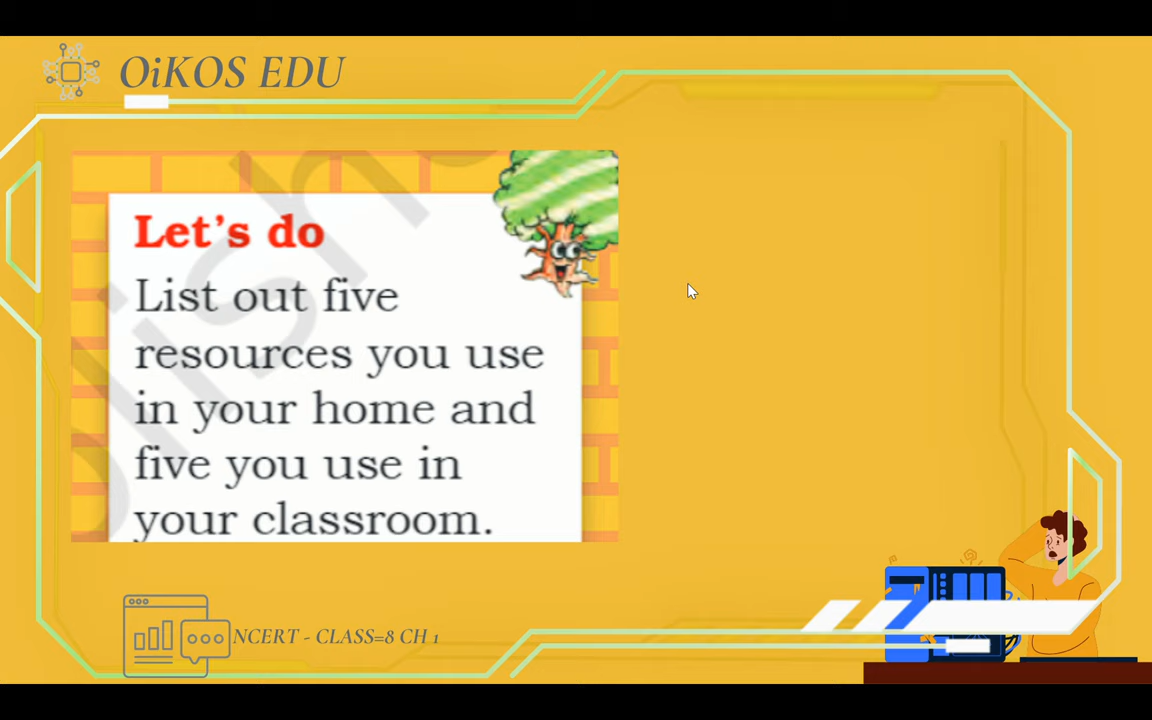 OiKOS EDU
Let's do
List out five
resources you use
in your home and
five you use in
your classroom.
NCERT - CLASS=8 CH 1